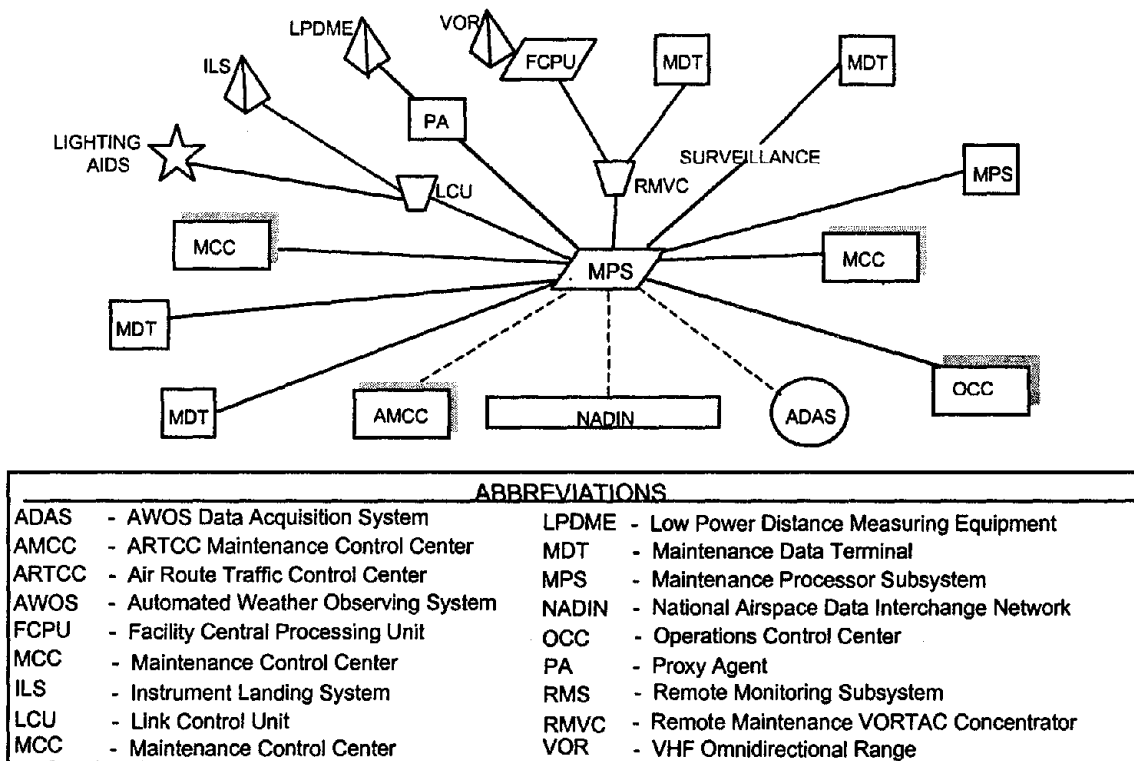 LPDME
VOR
FCPU
MDT
MDT
ILS
PA
LIGHTING
AIDS
SURVEILLANCE
MPS
LCU
RMVC
MCC
MPS
MCC
MDT
MDT
AMCC
NADIN
ADAS
OCC
ABBREVIATIONS
ADAS - AWOS Data Acquisition System
AMCC - ARTCC Maintenance Control Center
ARTCC - Air Route Traffic Control Center
AWOS - Automated Weather Observing System
FCPU - Facility Central Processing Unit
MCC - Maintenance Control Center
ILS - Instrument Landing System
LCU - Link Control Unit
MCC - Maintenance Control Center
LPDME - Low Power Distance Measuring Equipment
MDT - Maintenance Data Terminal
MPS - Maintenance Processor Subsystem
NADIN - National Airspace Data Interchange Network
OCC - Operations Control Center
PA - Proxy Agent
RMS - Remote Monitoring Subsystem
RMVC - Remote Maintenance VORTAC Concentrator
VOR - VHF Omnidirectional Range